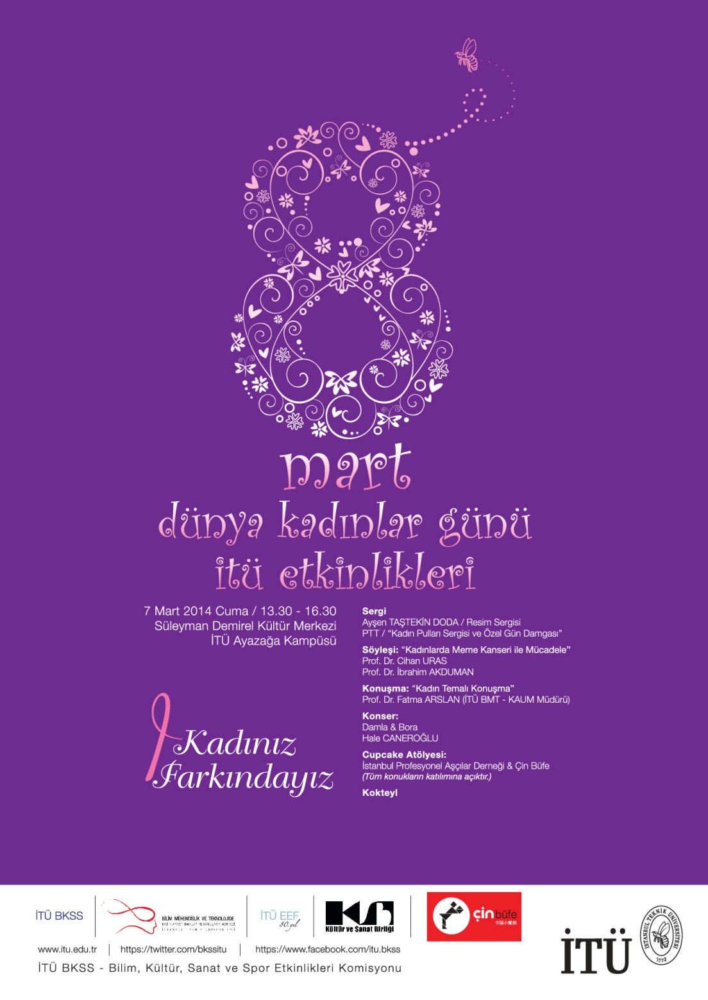 8
mart
dünya kadınlar günü
itü etkinlikleri
7 Mart 2014 Cuma / 13.30 - 16.30
Süleyman Demirel Kültür Merkezi
İTÜ Ayazağa Kampüsü
Kadınız
Farkındayız
Sergi
Ayşen TAŞTEKİN DODA / Resim Sergisi
PTT / “Kadın Pulları Sergisi ve Özel Gün Damgası”
Söyleşi: “Kadınlarda Meme Kanseri ile Mücadele”
Prof. Dr. Cihan URAS
Prof. Dr. İbrahim AKDUMAN
Konuşma: “Kadın Temalı Konuşma”
Prof. Dr. Fatma ARSLAN (İTÜ BMT - KAUM Müdürü)
Konser:
Damla & Bora
Hale CANEROĞLU
Cupcake Atölyesi:
İstanbul Profesyonel Aşçılar Derneği & Çin Büfe
(Tüm konukların katılımına açıktır.)
Kokteyl
İTÜ BKSS
BİLİM MÜHENDİSLİK VE TEKNOLOJİDE
İTÜ EEF
80.yıl
Kültür ve Sanat Birliği
çin büfe
www.itu.edu.tr
https://twitter.com/bkssitu
https://www.facebook.com/itu.bkss
İTÜ BKSS - Bilim, Kültür, Sanat ve Spor Etkinlikleri Komisyonu
İTÜ
İSTANBUL TEKNİK ÜNİVERSİTESİ
1773